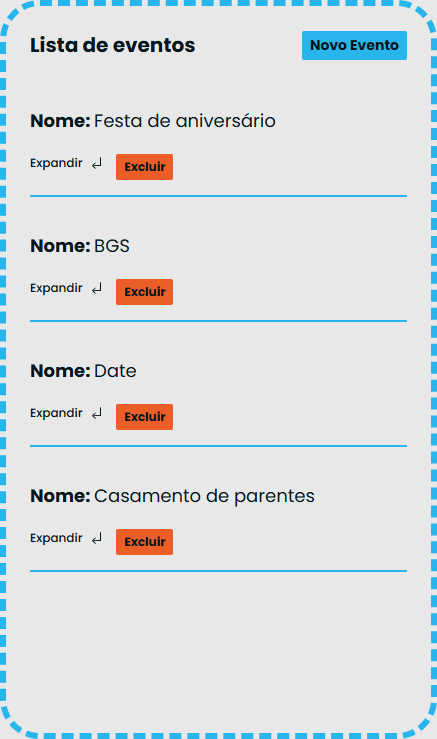 Lista de eventos Novo Evento
Nome: Festa de aniversário
Expandir Excluir
Nome: BGS
Expandir Excluir
Nome: Date
Expandir Excluir
Nome: Casamento de parentes
Expandir Excluir